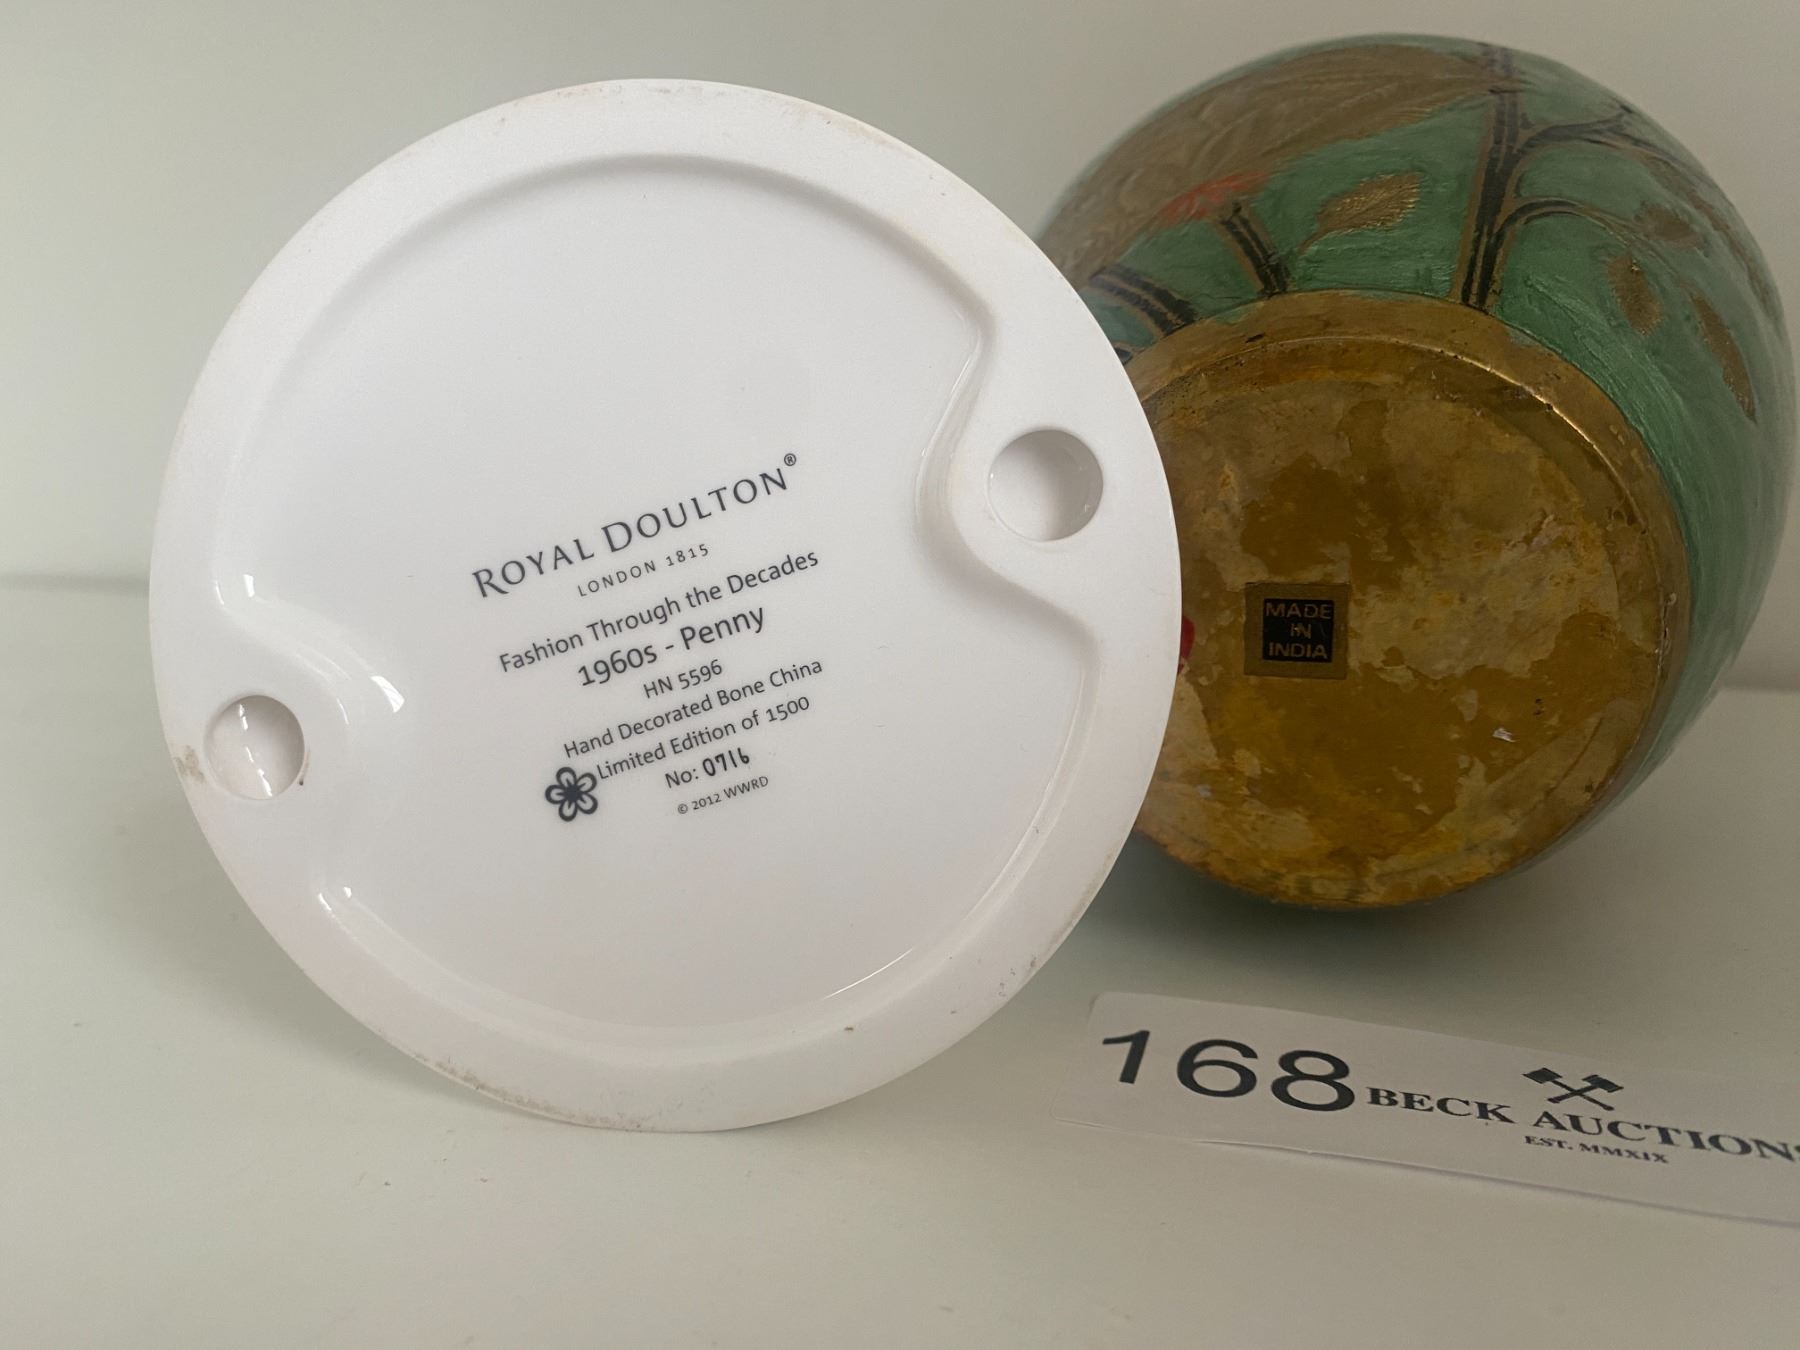 ROYAL DOULTON®
LONDON 1815
Fashion Through the Decades
1960s - Penny
HN 5596
Hand Decorated Bone China
Limited Edition of 1500
No: 0716
© 2012 WWRD
MADE
IN
INDIA
168
BECK AUCTIONS
EST. MMXIX